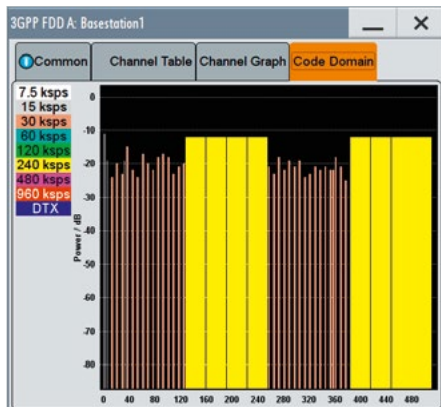 3GPP FDD A: Basestation1
Common Channel Table Channel Graph Code Domain
7.5 ksps
15 ksps
30 ksps
60 ksps
120 ksps
240 ksps
480 ksps
960 ksps
DTX
Power / dB
0
-10
-20
-30
-40
-50
-60
-70
-80
0 40 80 120 160 200 240 280 320 360 400 440 480